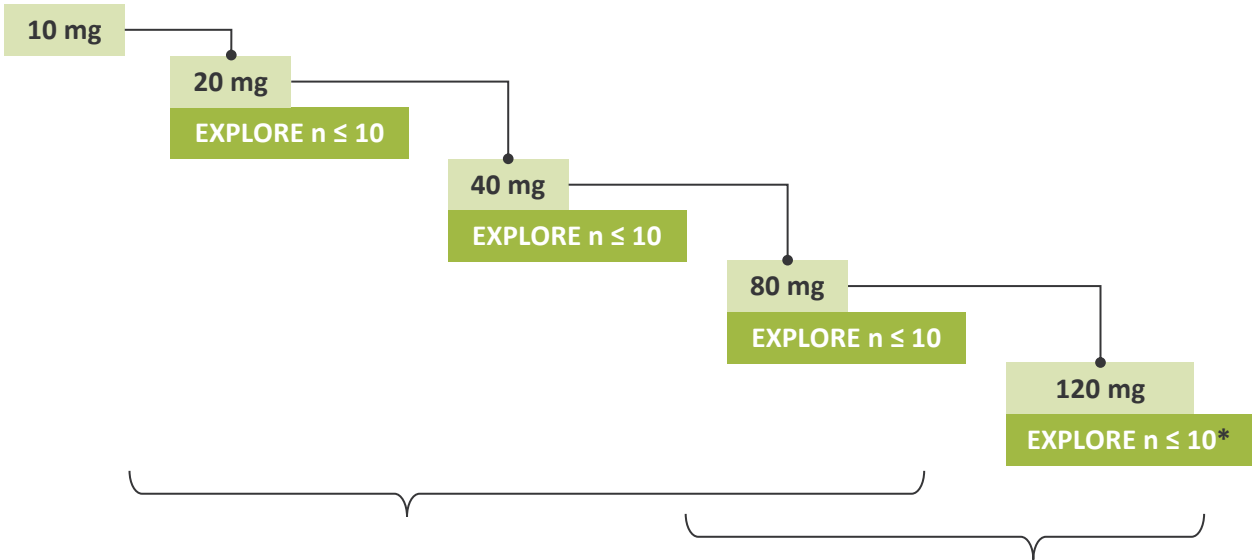 10 mg
20 mg
EXPLORE n ≤ 10
40 mg
EXPLORE n ≤ 10
80 mg
EXPLORE n ≤ 10
120 mg
EXPLORE n ≤ 10*